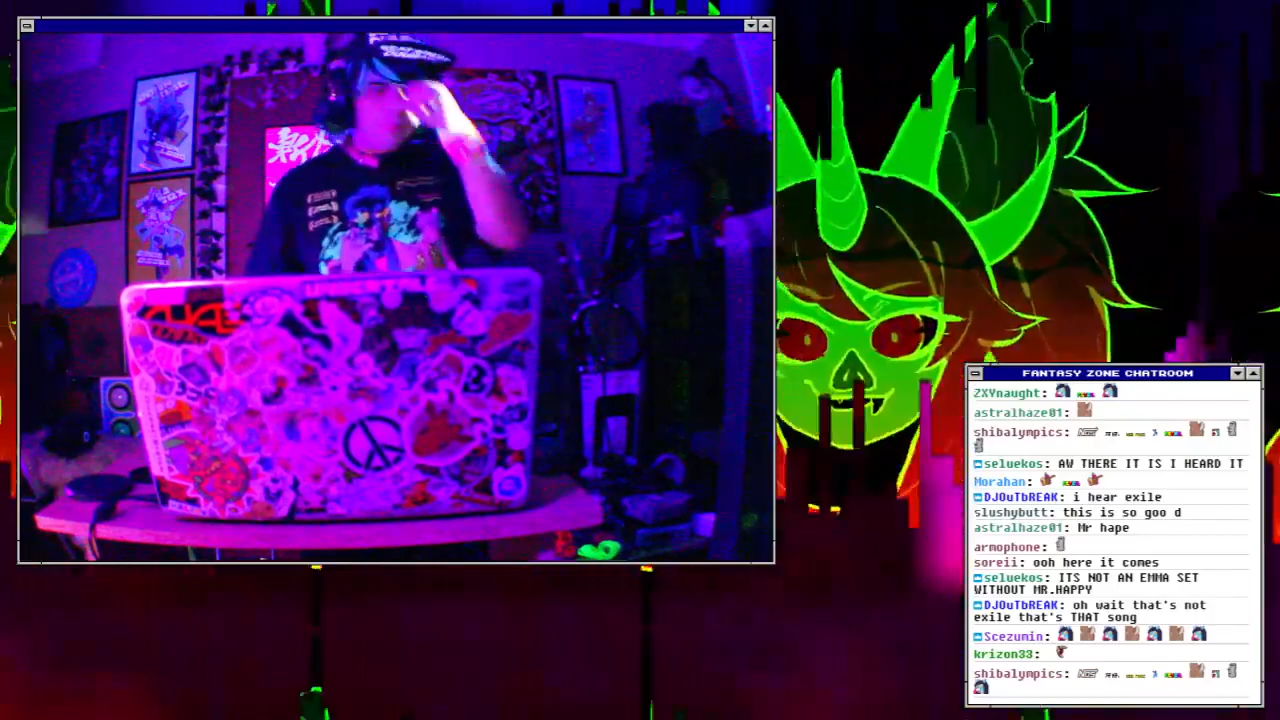 FANTASY ZONE CHATROOM
ZXYnaught:
astralhaze01:
shibalympics:
seluekos: AW THERE IT IS I HEARD IT
Morahan:
DJOuTbREAK: i hear exile
slushybutt: this is so goo d
astralhaze01: Mr hape
armophone:
soreii: ooh here it comes
seluekos: ITS NOT AN EMMA SET
WITHOUT MR.HAPPY
DJOuTbREAK: oh wait that's not
exile that's THAT song
Scezumin:
krizon33:
shibalympics: